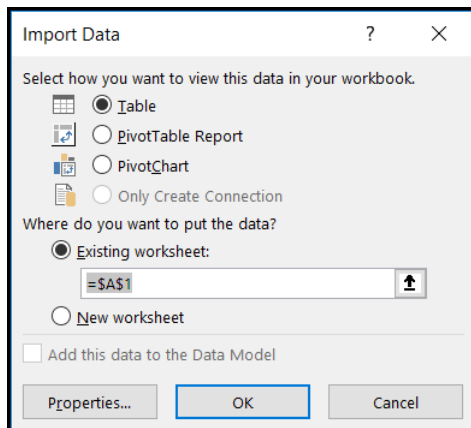 Import Data ?
Select how you want to view this data in your workbook.
Table
PivotTable Report
PivotChart
Only Create Connection
Where do you want to put the data?
Existing worksheet:
=$A$1
New worksheet
Add this data to the Data Model
Properties... OK Cancel